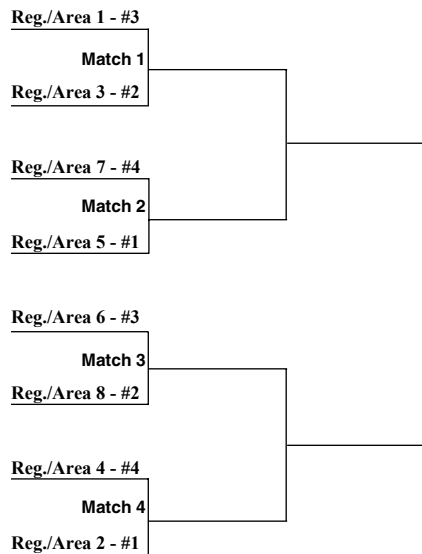 Reg./Area 1 - #3
Match 1
Reg./Area 3 - #2
Reg./Area 7 - #4
Match 2
Reg./Area 5 - #1
Reg./Area 6 - #3
Match 3
Reg./Area 8 - #2
Reg./Area 4 - #4
Match 4
Reg./Area 2 - #1